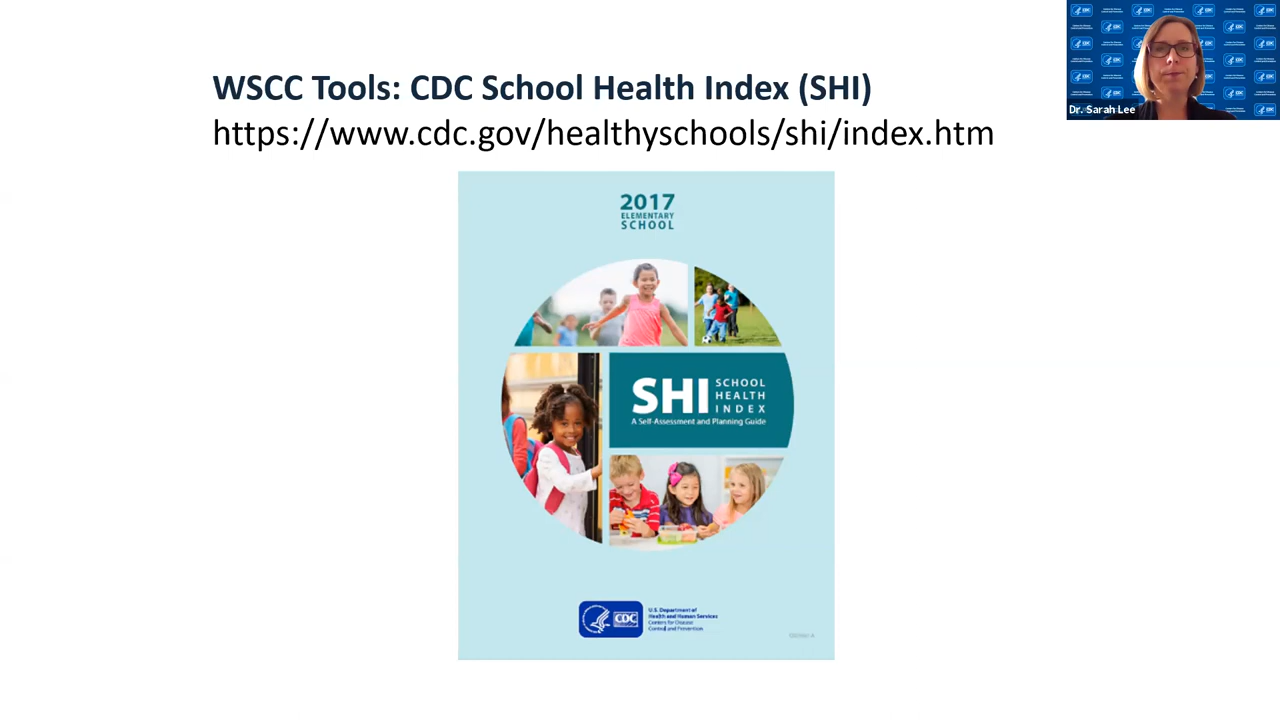 WSCC Tools: CDC School Health Index (SHI)
https://www.cdc.gov/healthyschools/shi/index.htm
Dr. Sarah Lee
2017
ELEMENTARY
SCHOOL
SHI SCHOOL
HEALTH
INDEX
A Self-Assessment and Planning Guide
CDC
U.S. Department of
Health and Human Services
Centers for Disease
Control and Prevention